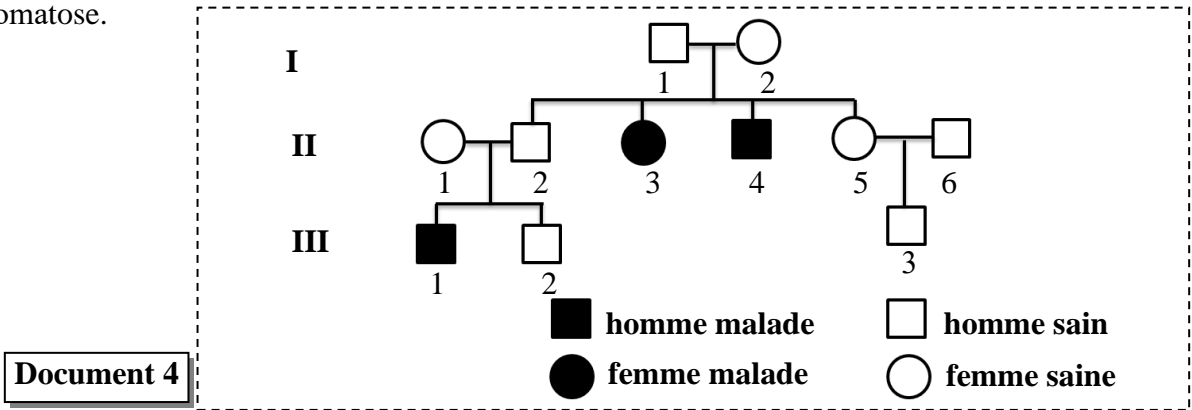 omatose.
I
1 2
II
1 2 3 4 5 6
III
1 2 3
homme malade homme sain
femme malade femme saine
Document 4